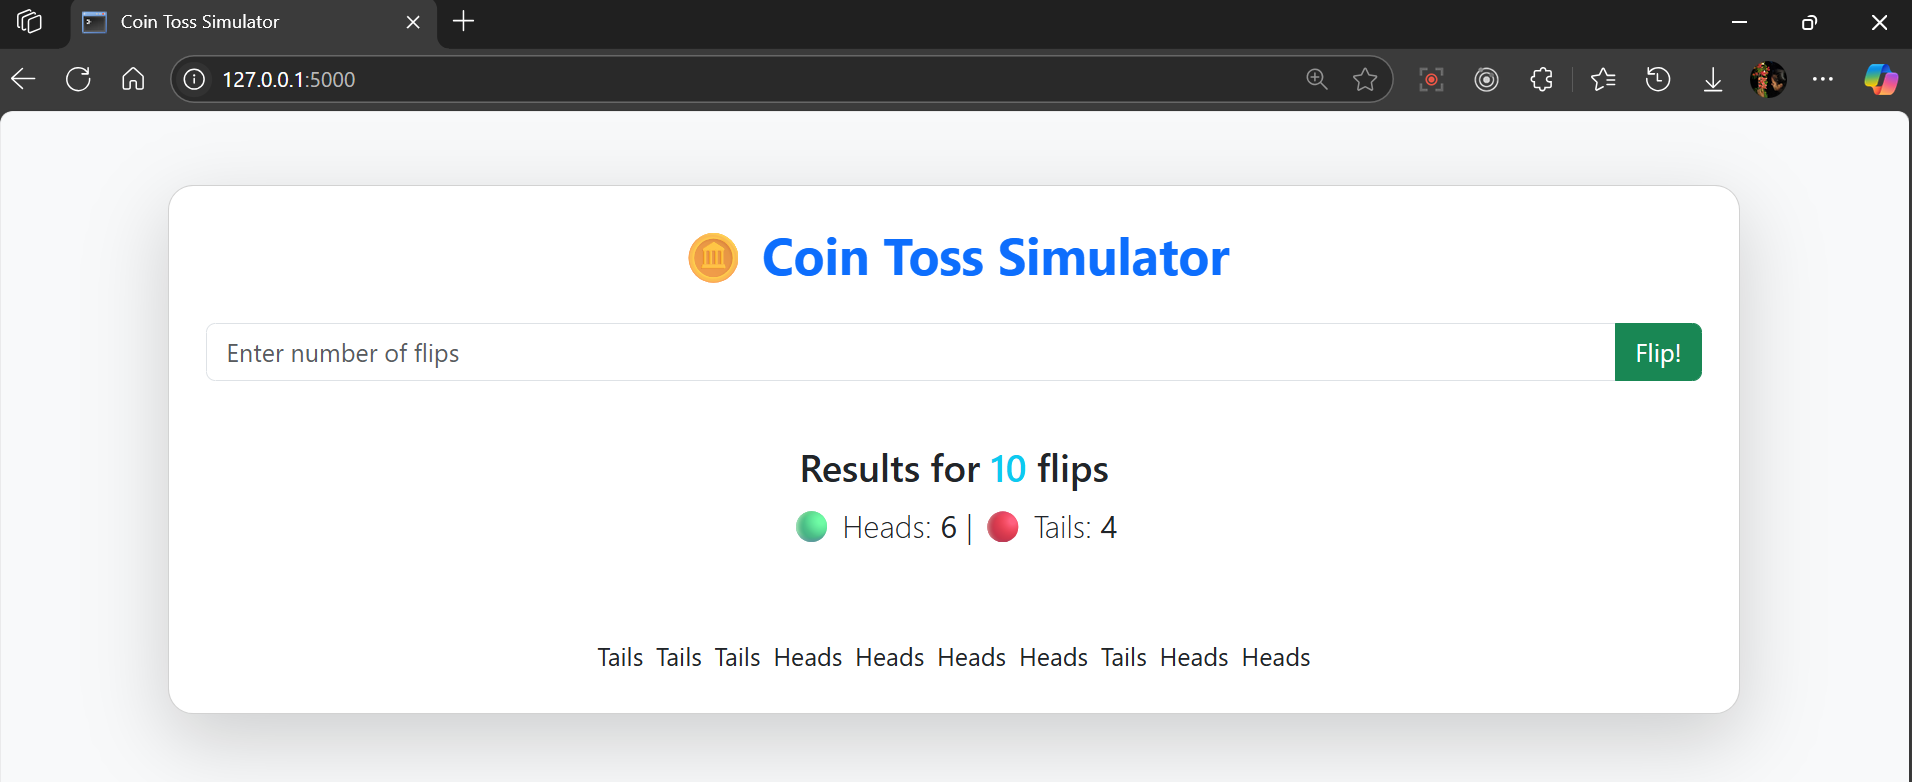 Coin Toss Simulator
127.0.0.1:5000
Coin Toss Simulator
Enter number of flips
Flip!
Results for 10 flips
Heads: 6 | Tails: 4
Tails Tails Tails Heads Heads Heads Heads Tails Heads Heads